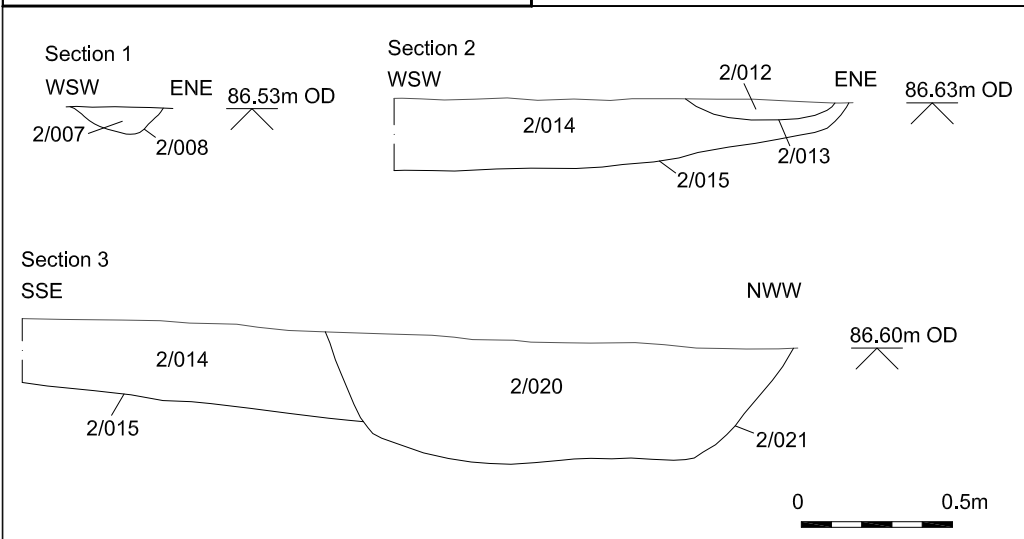 Section 1
WSW ENE 86.53m OD
2/007 2/008
Section 2
WSW 2/012 ENE 86.63m OD
2/014
2/013
2/015
Section 3
SSE NWW
86.60m OD
2/014 2/020
2/015 2/021
0 0.5m